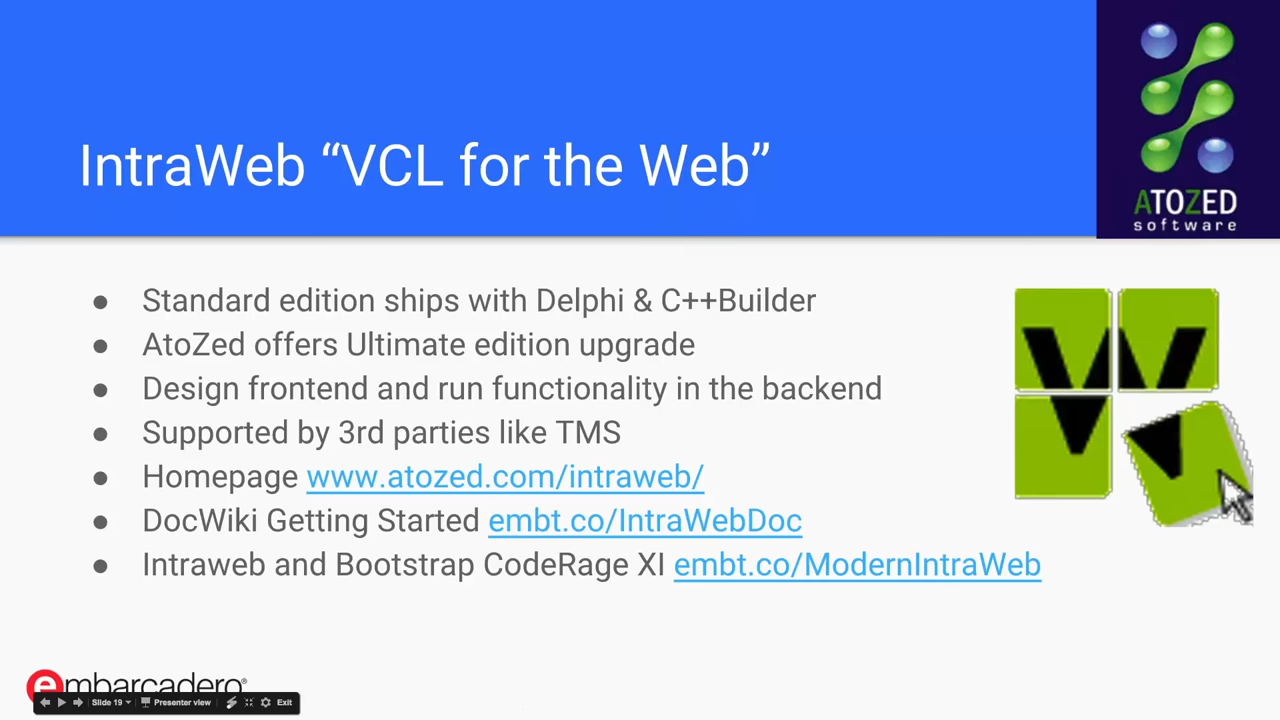 IntraWeb “VCL for the Web”
ATOZED
software
● Standard edition ships with Delphi & C++Builder
● AtoZed offers Ultimate edition upgrade
● Design frontend and run functionality in the backend
● Supported by 3rd parties like TMS
● Homepage www.atozed.com/intraweb/
● DocWiki Getting Started embt.co/IntraWebDoc
● Intraweb and Bootstrap CodeRage XI embt.co/ModernIntraWeb
embarcadero®
Slide 19 Presenter view Exit